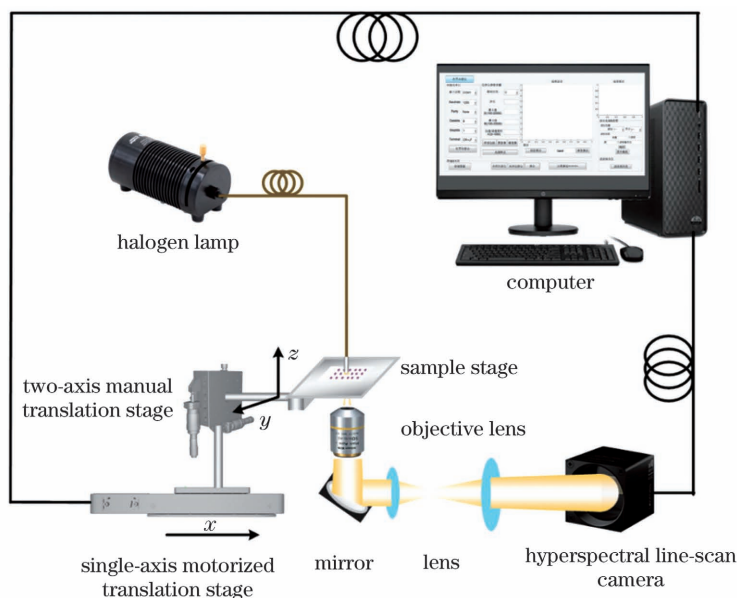 halogen lamp
computer
z
sample stage
two-axis manual
translation stage
y
objective lens
x
single-axis motorized
translation stage
mirror
lens
hyperspectral line-scan
camera